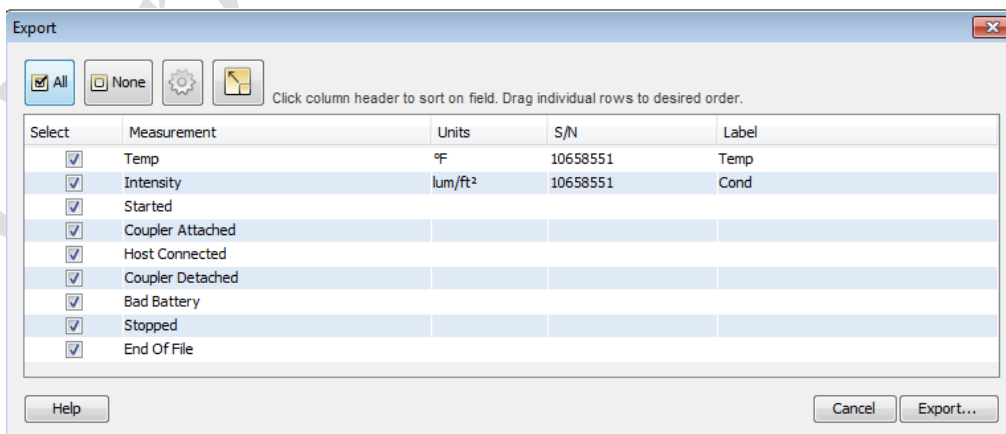 Export
All None Click column header to sort on field. Drag individual rows to desired order.
Select Measurement Units S/N Label
Temp °F 10658551 Temp
Intensity lum/ft² 10658551 Cond
Started
Coupler Attached
Host Connected
Coupler Detached
Bad Battery
Stopped
End Of File
Help Cancel Export...